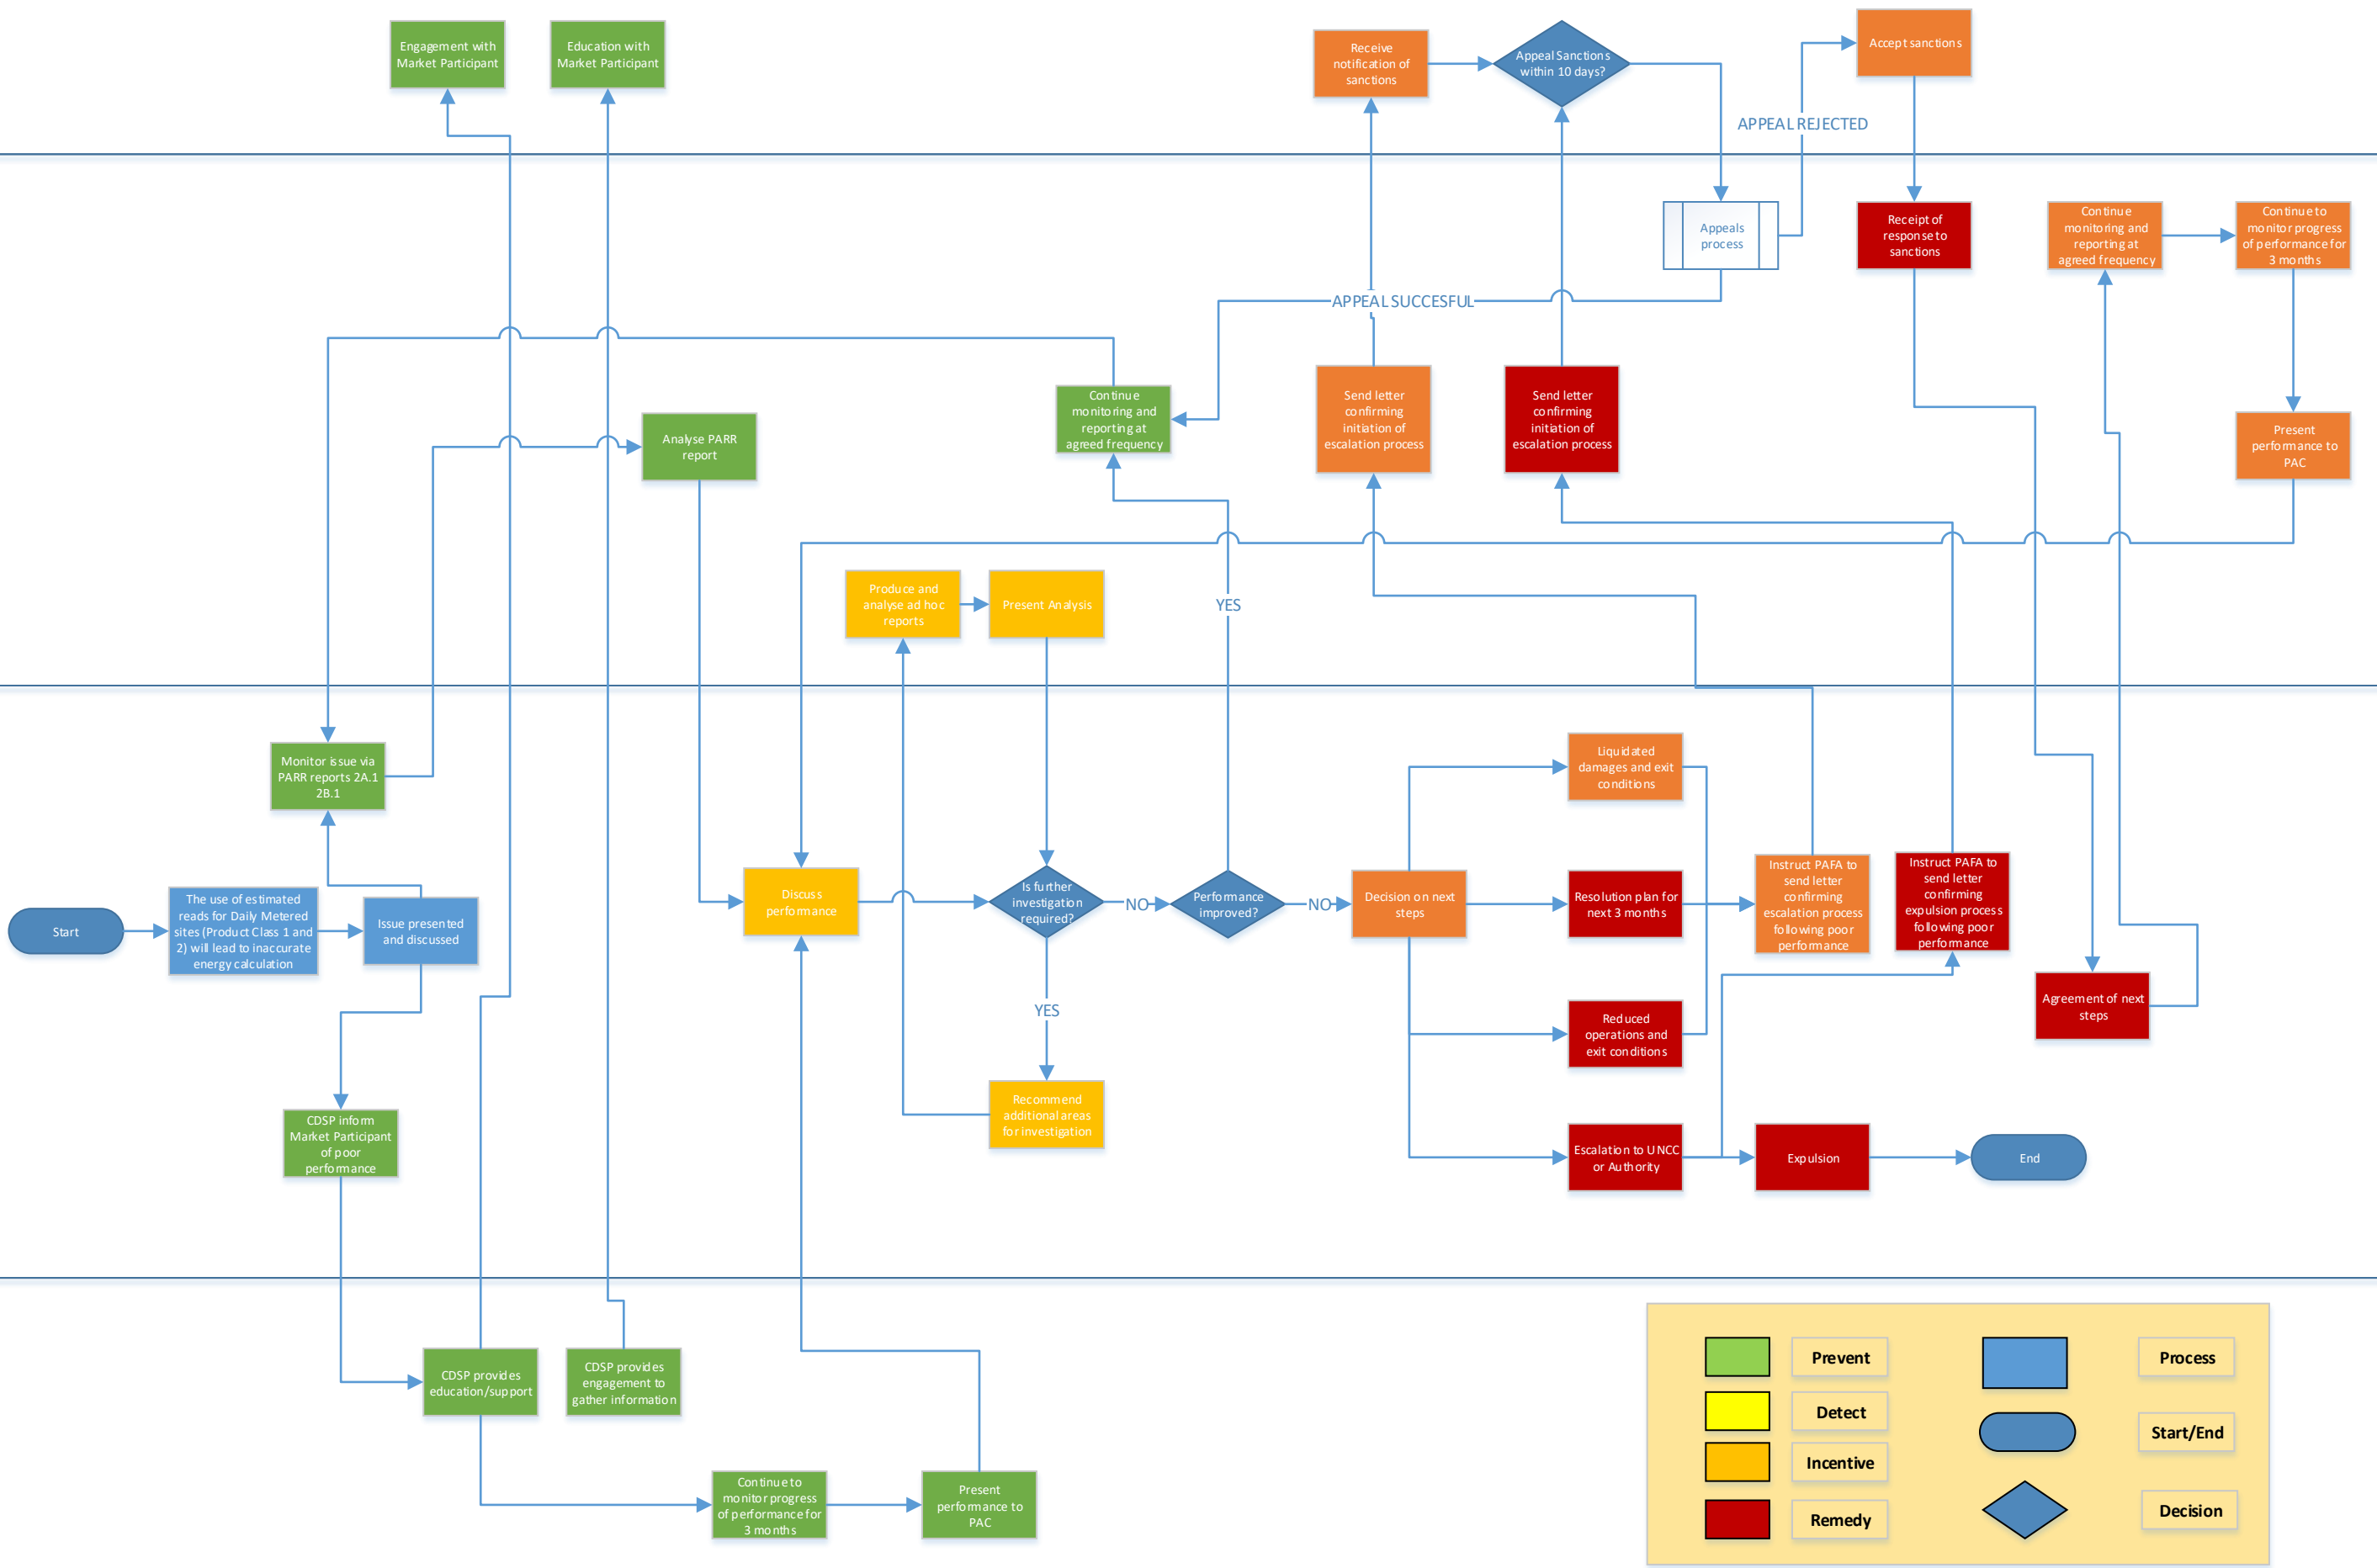 Engagement with
Market Participant
Education with
Market Participant
Receive
notification of
sanctions
Appeal Sanctions
within 10 days?
Accept sanctions
APPEAL REJECTED
Appeals
process
Receipt of
response to
sanctions
Continue
monitoring and
reporting at
agreed frequency
Continue to
monitor progress
of performance for
3 months
APPEAL SUCCESFUL
Analyse PARR
report
Continue
monitoring and
reporting at
agreed frequency
Send letter
confirming
initiation of
escalation process
Send letter
confirming
initiation of
escalation process
Present
performance to
PAC
Produce and
analyse ad hoc
reports
Present Analysis
YES
Monitor issue via
PARR reports 2A.1
2B.1
Liquidated
damages and exit
conditions
Start
The use of estimated
reads for Daily Metered
sites (Product Class 1 and
2) will lead to inaccurate
energy calculation
Issue presented
and discussed
Discuss
performance
Is further
investigation
required?
NO
Performance
improved?
NO
Decision on next
steps
Resolution plan for
next 3 months
Instruct PAFA to
send letter
confirming
escalation process
following poor
performance
Instruct PAFA to
send letter
confirming
expulsion process
following poor
performance
YES
Reduced
operations and
exit conditions
Agreement of next
steps
CDSP inform
Market Participant
of poor
performance
Recommend
additional areas
for investigation
Escalation to UNCC
or Authority
Expulsion
End
CDSP provides
education/support
CDSP provides
engagement to
gather information
Continue to
monitor progress
of performance for
3 months
Present
performance to
PAC
Prevent
Process
Detect
Start/End
Incentive
Remedy
Decision